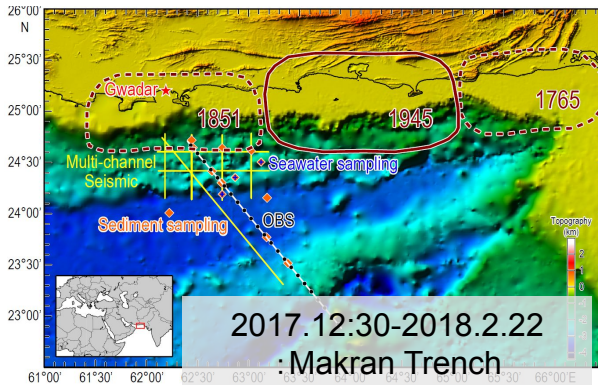 26°00'
N
25°30'
25°00'
24°30'
24°00'
23°30'
23°00'
Gwadar
1851
1945
1765
Multi-channel
Seismic
Seawater sampling
Sediment sampling
OBS
Topography
(km)
2
1
0
2017.12:30-2018.2.22
:Makran Trench
61°00'
61°30'
62°00'
62°30'
63°00'
63°30'
66°00'E